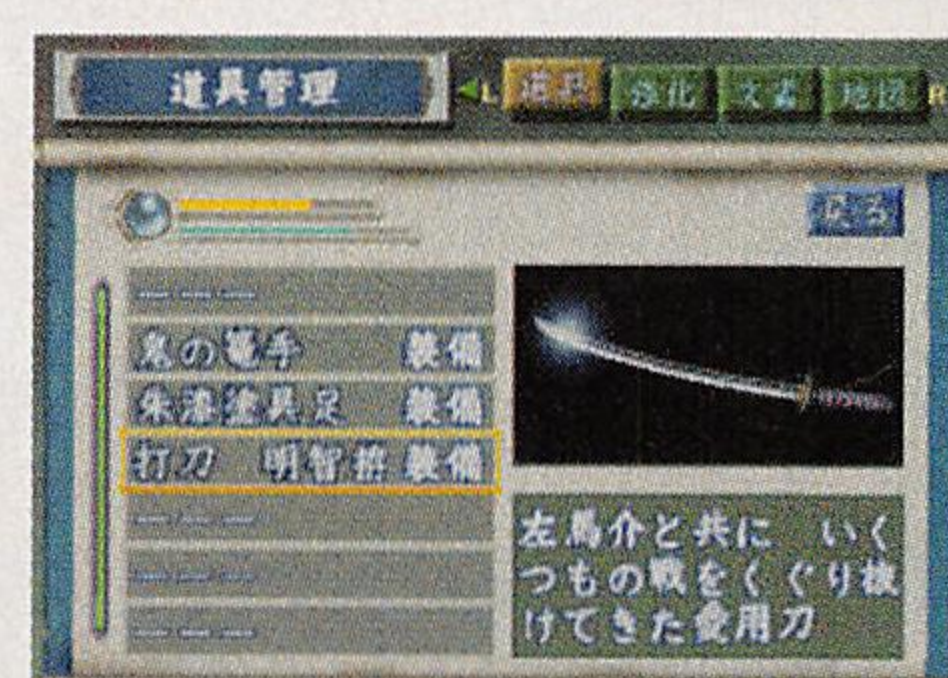 道具管理
L 道具 強化 文書 地図 R
戻る
鬼の篭手 装備
朱漆塗具足 装備
打刀 明智拵 装備
左馬介と共に いく
つもの戦をくぐり抜
けてきた愛用刀